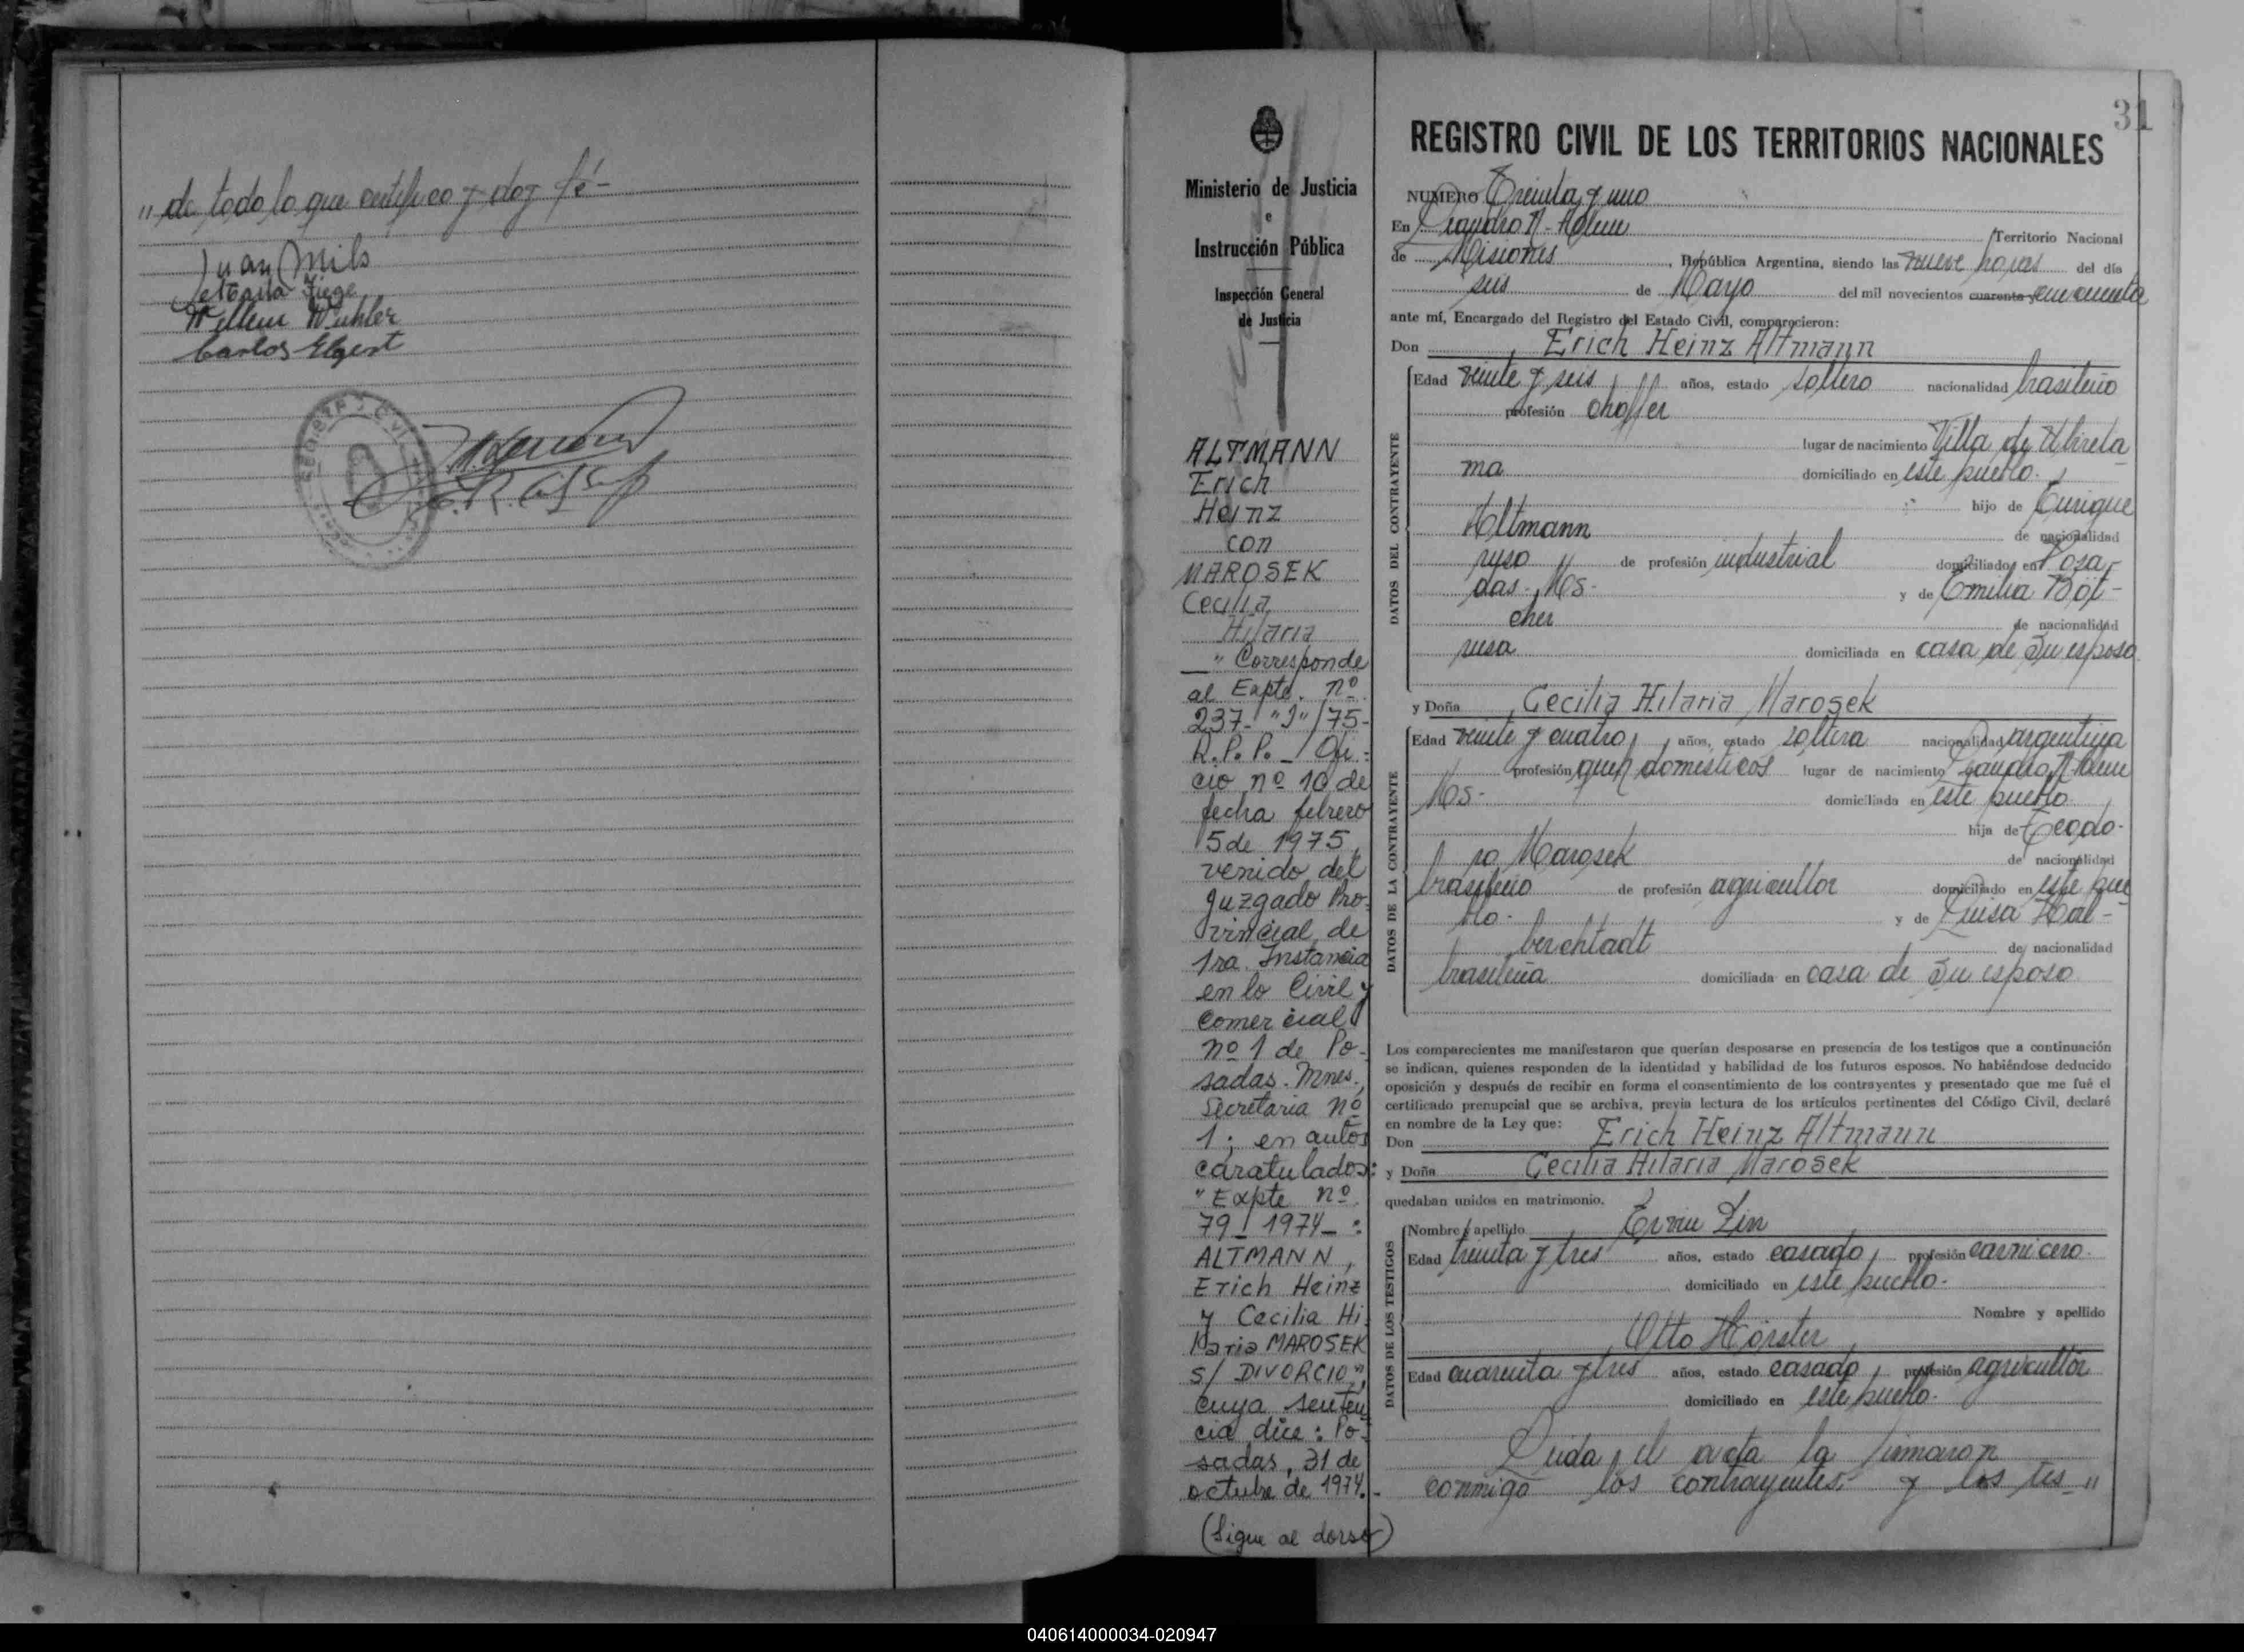 „ de todo lo que certifico y doy fé-
Juan Mils
Fiege
Willem Wuhler
Carlos Elgert
REGISTRO CIVIL
31
Ministerio de Justicia
e
Instrucción Pública
Inspección General
de Justicia
ALTMANN
Erich
Heinz
con
MAROSEK
Cecilia
Hilaria
" Corresponde
al Expte. nº
237- "J"/75-
R.P.P. - Ofi-
cio nº 10 de
fecha febrero
5 de 1975,
venido del
Juzgado Pro-
vincial de
1ra. Instancia
en lo Civil y
Comercial
nº 1 de Po-
sadas. Mnes.,
Secretaria nº
1; en autos
caratulados:
"Expte nº
79-1974- :
ALTMANN,
Erich Heinz
y Cecilia Hi-
laria MAROSEK
s/ DIVORCIO",
cuya senten
cia dice: Po-
sadas, 31 de
octubre de 1974.-
(Sigue al dorso)
REGISTRO CIVIL DE LOS TERRITORIOS NACIONALES
NUMERO Treinta y uno
En Leandro N. Alem Territorio Nacional
de Misiones, República Argentina, siendo las nueve horas del día
seis de Mayo del mil novecientos cuarenta y cincuenta
ante mí, Encargado del Registro del Estado Civil, comparecieron:
Don Erich Heinz Altmann
DATOS DEL CONTRAYENTE
Edad veinte y seis años, estado soltero nacionalidad brasileño
profesión choffer
lugar de nacimiento Villa de Ubireta-
ma domiciliado en este pueblo.
hijo de Enrique
Altmann de nacionalidad
ruso de profesión industrial domiciliado en Posa-
das. Ms- y de Emilia Böt-
cher de nacionalidad
rusa domiciliada en casa de su esposo
y Doña Cecilia Hilaria Marosek
DATOS DE LA CONTRAYENTE
Edad veinte y cuatro años, estado soltera nacionalidad argentina
profesión queh domésticos lugar de nacimiento Leandro N Alem
Ms- domiciliada en este pueblo
hija de Teodo-
ro Marosek de nacionalidad
brasileño de profesión agricultor domiciliado en este pue
blo- y de Luisa Hal-
berchtadt de nacionalidad
brasileña domiciliada en casa de su esposo
Los comparecientes me manifestaron que querían desposarse en presencia de los testigos que a continuación
se indican, quienes responden de la identidad y habilidad de los futuros esposos. No habiéndose deducido
oposición y después de recibir en forma el consentimiento de los contrayentes y presentado que me fué el
certificado prenupcial que se archiva, previa lectura de los artículos pertinentes del Código Civil, declaré
en nombre de la Ley que:
Don Erich Heinz Altmann
y Doña Cecilia Hilaria Marosek
quedaban unidos en matrimonio.
DATOS DE LOS TESTIGOS
Nombre y apellido Ervin Zin
Edad treinta y tres años, estado casado profesión carnicero-
domiciliado en este pueblo-
Nombre y apellido
Otto Hörster
Edad cuarenta y tres años, estado casado profesión agricultor
domiciliado en este pueblo-
Leida el acta la firmaron
conmigo los contrayentes y los tes-"
040614000034-020947